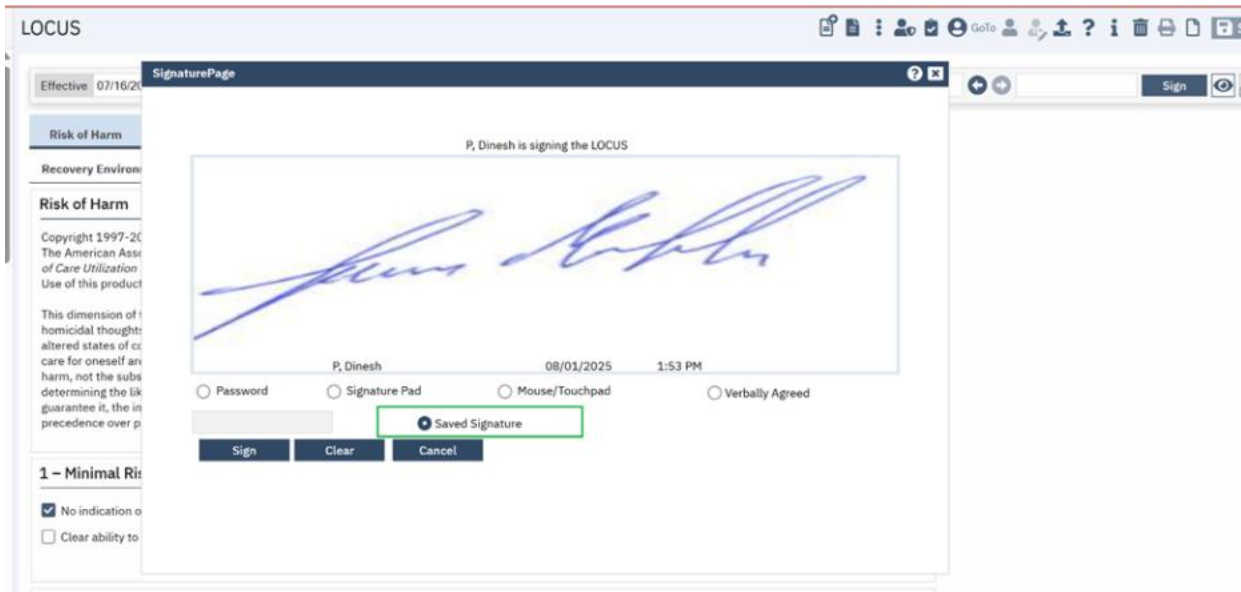 LOCUS
GoTo
SignaturePage
Effective 07/16/20
Sign
Risk of Harm
Recovery Environ
Risk of Harm
Copyright 1997-20
The American Asso
of Care Utilization
Use of this product
This dimension of
homicidal thoughts
altered states of co
care for oneself are
harm, not the subs
determining the lik
guarantee it, the in
precedence over p
1 – Minimal Ris
No indication o
Clear ability to
P, Dinesh is signing the LOCUS
P, Dinesh 08/01/2025 1:53 PM
Password Signature Pad Mouse/Touchpad Verbally Agreed
Saved Signature
Sign Clear Cancel